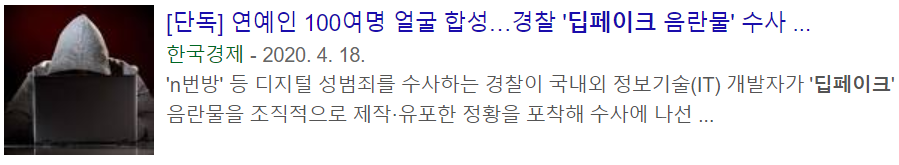 [단독] 연예인 100여명 얼굴 합성…경찰 '딥페이크 음란물' 수사 ...
한국경제 - 2020. 4. 18.
'n번방' 등 디지털 성범죄를 수사하는 경찰이 국내외 정보기술(IT) 개발자가 '딥페이크'
음란물을 조직적으로 제작·유포한 정황을 포착해 수사에 나선 ...